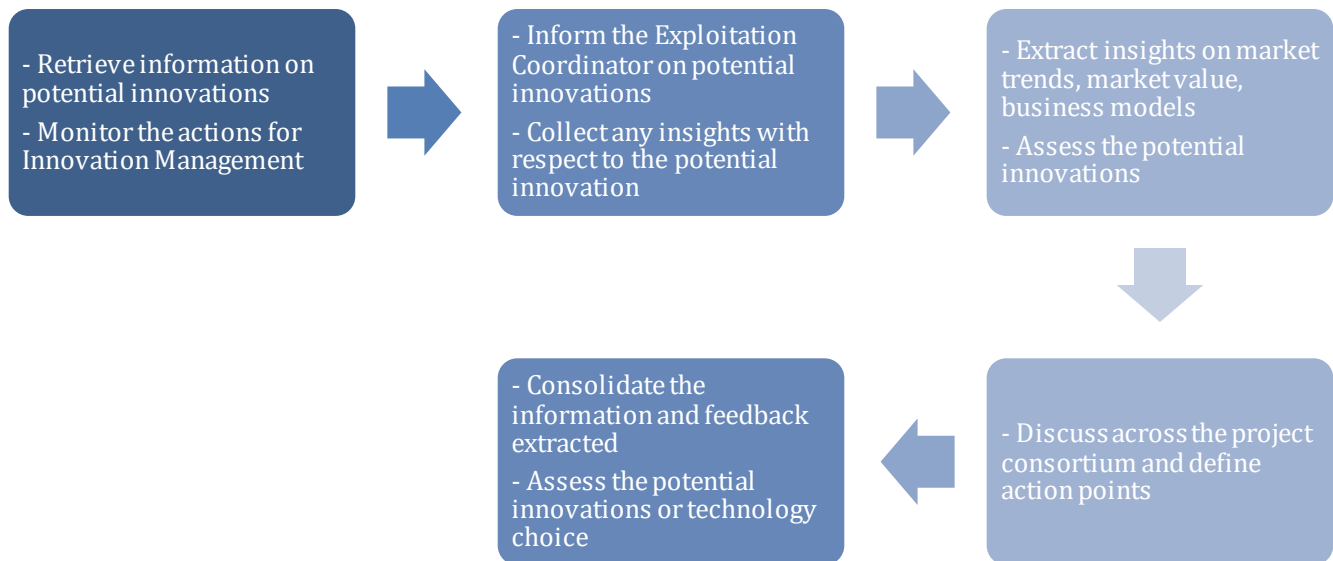 - Retrieve information on
potential innovations
- Monitor the actions for
Innovation Management
- Inform the Exploitation
Coordinator on potential
innovations
- Collect any insights with
respect to the potential
innovation
- Extract insights on market
trends, market value,
business models
- Assess the potential
innovations
- Discuss across the project
consortium and define
action points
- Consolidate the
information and feedback
extracted
- Assess the potential
innovations or technology
choice